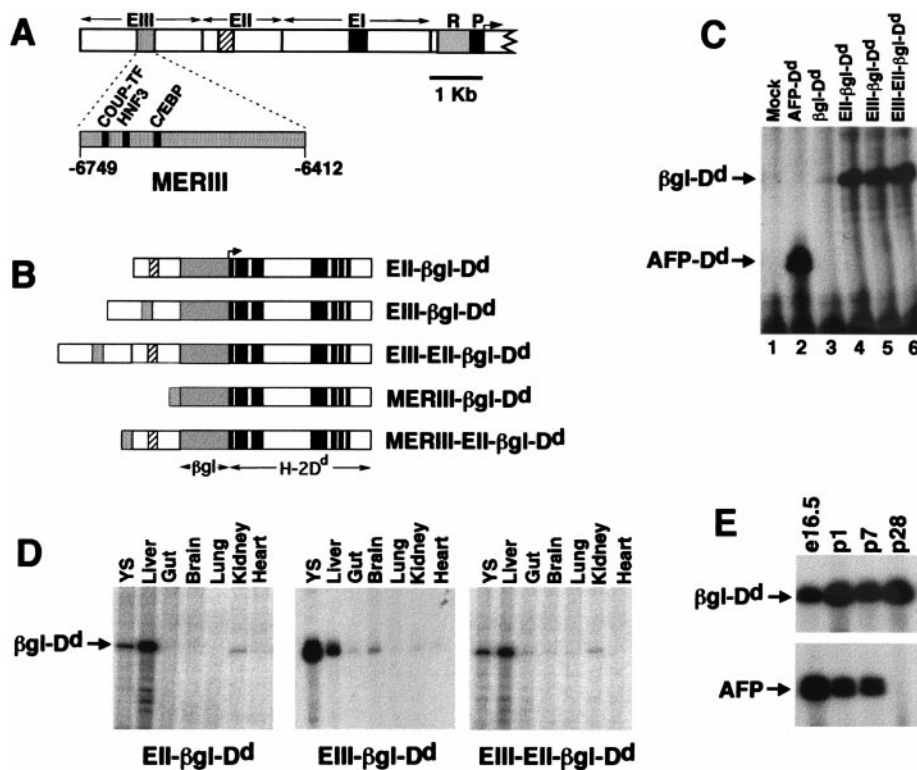 A
EIII EII EI R P
1 Kb
COUP-TF
HNF3
C/EBP
-6749 -6412
MERIII
B
EII-βgl-Dd
EIII-βgl-Dd
EIII-EII-βgl-Dd
MERIII-βgl-Dd
MERIII-EII-βgl-Dd
βgl H-2Dd
C
Mock
AFP-Dd
βgl-Dd
EII-βgl-Dd
EIII-βgl-Dd
EIII-EII-βgl-Dd
βgl-Dd
AFP-Dd
1 2 3 4 5 6
D
YS Liver Gut Brain Lung Kidney Heart
YS Liver Gut Brain Lung Kidney Heart
YS Liver Gut Brain Lung Kidney Heart
βgl-Dd
EII-βgl-Dd EIII-βgl-Dd EIII-EII-βgl-Dd
E
e16.5 p1 p7 p28
βgl-Dd
AFP